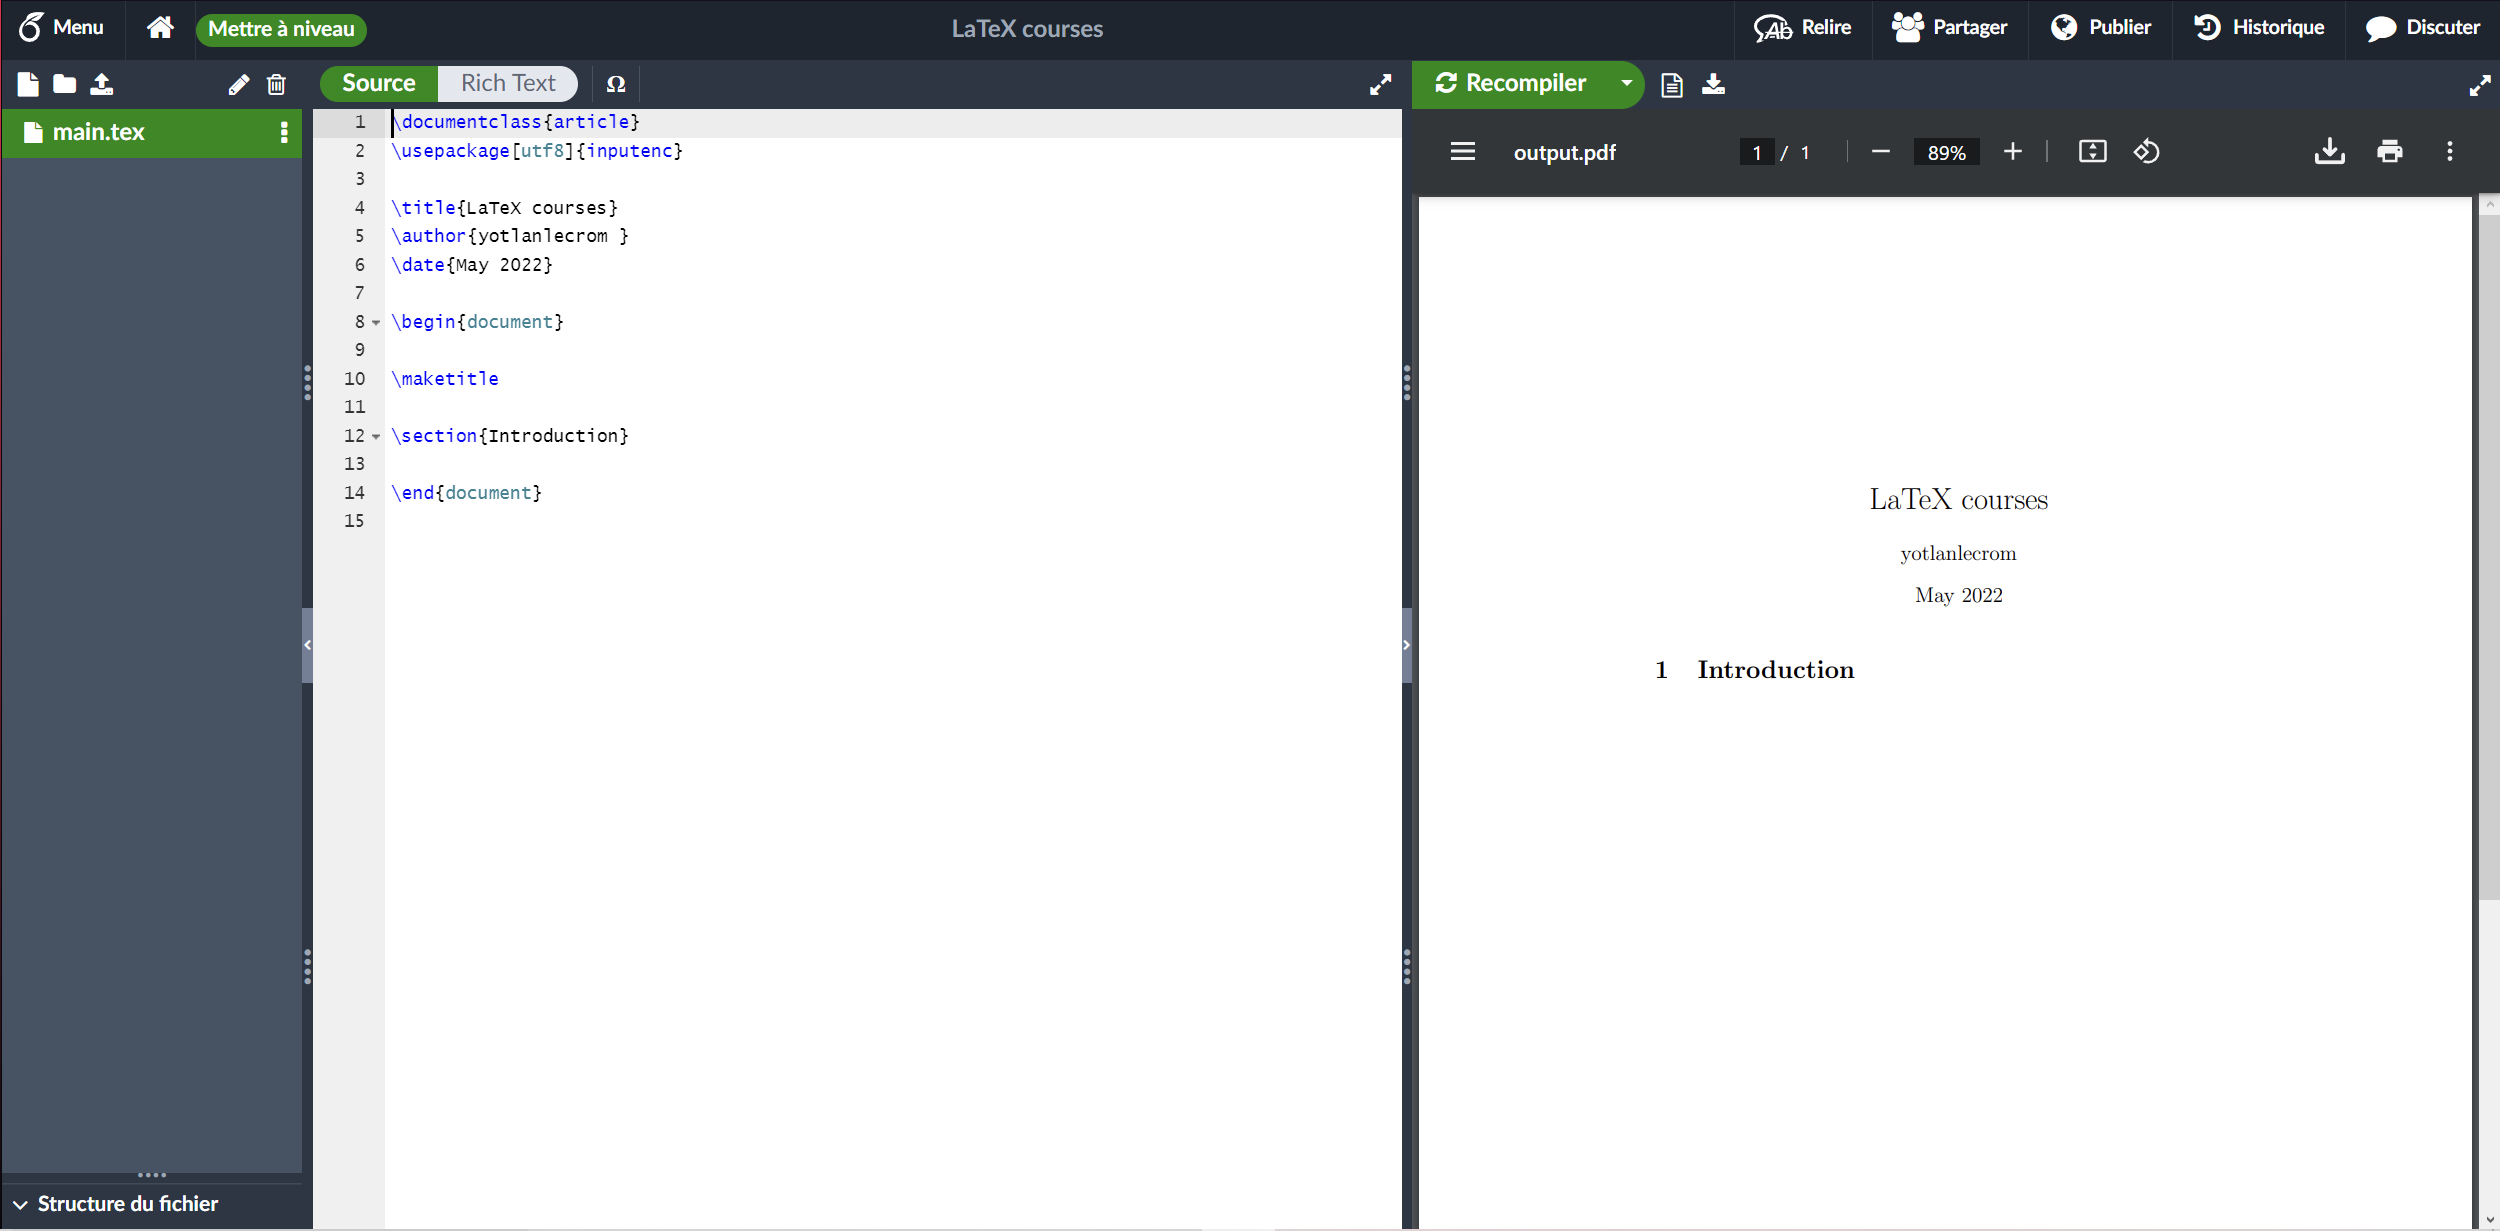 Menu
Mettre à niveau
LaTeX courses
Relire
Partager
Publier
Historique
Discuter
Source
Rich Text
Ω
Recompiler
main.tex
1 \documentclass{article}
2 \usepackage[utf8]{inputenc}
3
4 \title{LaTeX courses}
5 \author{yotlanlecrom }
6 \date{May 2022}
7
8 \begin{document}
9
10 \maketitle
11
12 \section{Introduction}
13
14 \end{document}
15
Structure du fichier
output.pdf
1 / 1
89%
LaTeX courses
yotlanlecrom
May 2022
1 Introduction